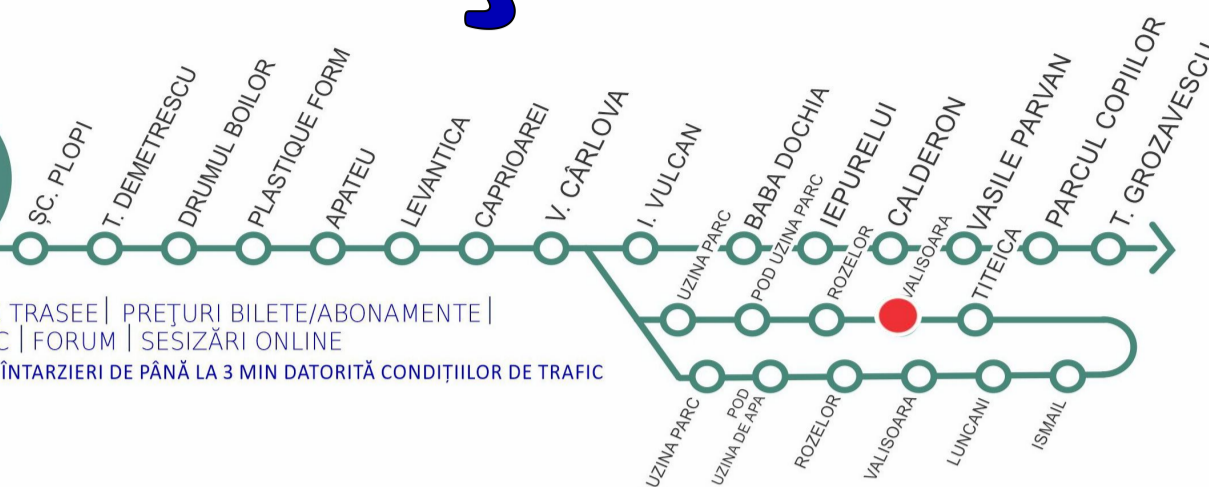 ȘC. PLOPI
T. DEMETRESCU
DRUMUL BOILOR
PLASTIQUE FORM
APATEU
LEVANTICA
CAPRIOAREI
V. CÂRLOVA
I. VULCAN
BABA DOCHIA
IEPURELUI
CALDERON
VASILE PARVAN
PARCUL COPIILOR
T. GROZAVESCU
UZINA PARC
POD UZINA PARC
ROZELOR
VALISOARA
TITEICA
TRASEE| PREŢURI BILETE/ABONAMENTE|
C | FORUM | SESIZĂRI ONLINE
ÎNTARZIERI DE PÂNĂ LA 3 MIN DATORITĂ CONDIȚIILOR DE TRAFIC
UZINA PARC
POD
UZINA DE APA
ROZELOR
VALISOARA
LUNCANI
ISMAIL